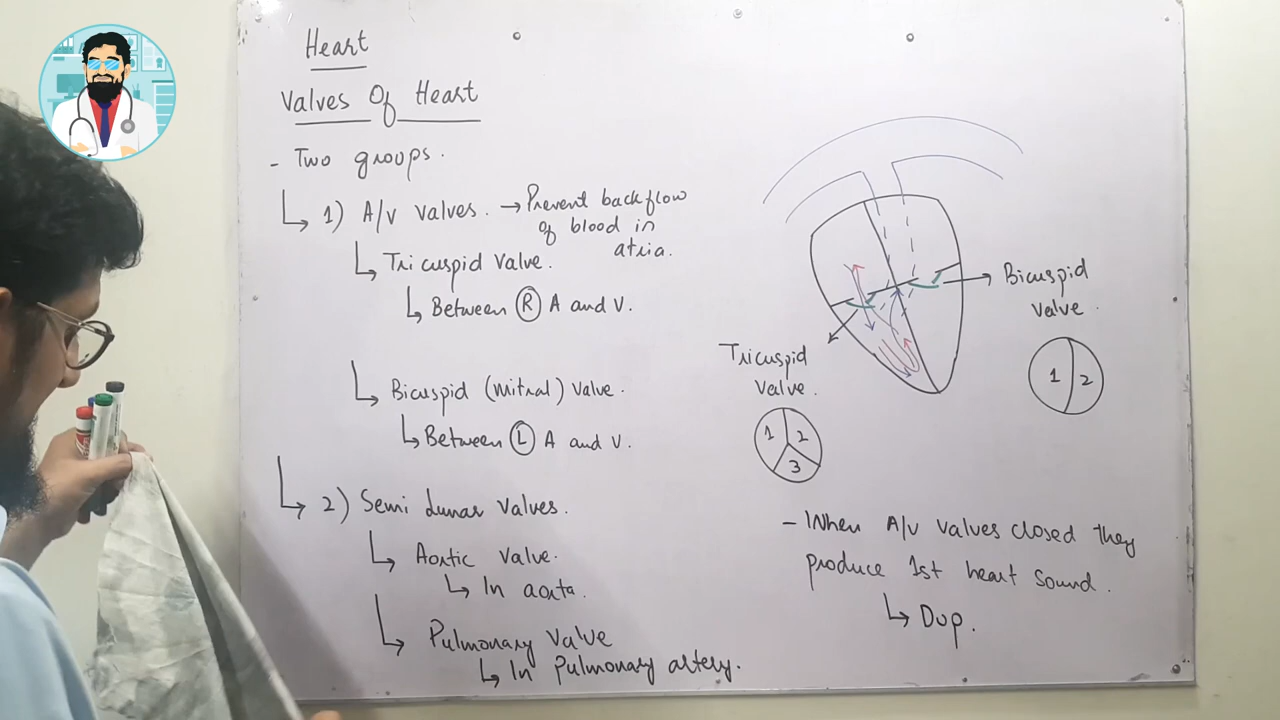 Heart
Valves Of Heart
- Two groups.
1) A/V valves. → Prevent backflow
of blood in
atria.
Tricuspid Valve.
Between R A and V.
Bicuspid (mitral) Valve.
Between L A and V.
2) Semi Lunar Valves.
Aortic valve.
In aorta.
Pulmonary Valve
In Pulmonary artery.
Bicuspid
Valve.
1 2
Tricuspid
Valve.
1 2
3
- When A/V valves closed they
produce 1st heart sound.
Dup.